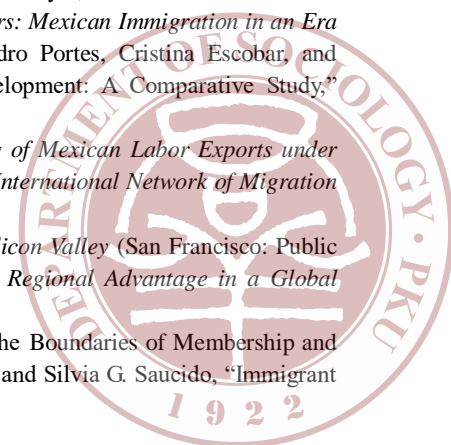 rs: Mexican Immigration in an Era
dro Portes, Cristina Escobar, and
elopment: A Comparative Study,”
of Mexican Labor Exports under
International Network of Migration
licon Valley (San Francisco: Public
Regional Advantage in a Global
he Boundaries of Membership and
and Silvia G. Saucido, “Immigrant
DEPARTMENT OF SOCIOLOGY · PKU
1922